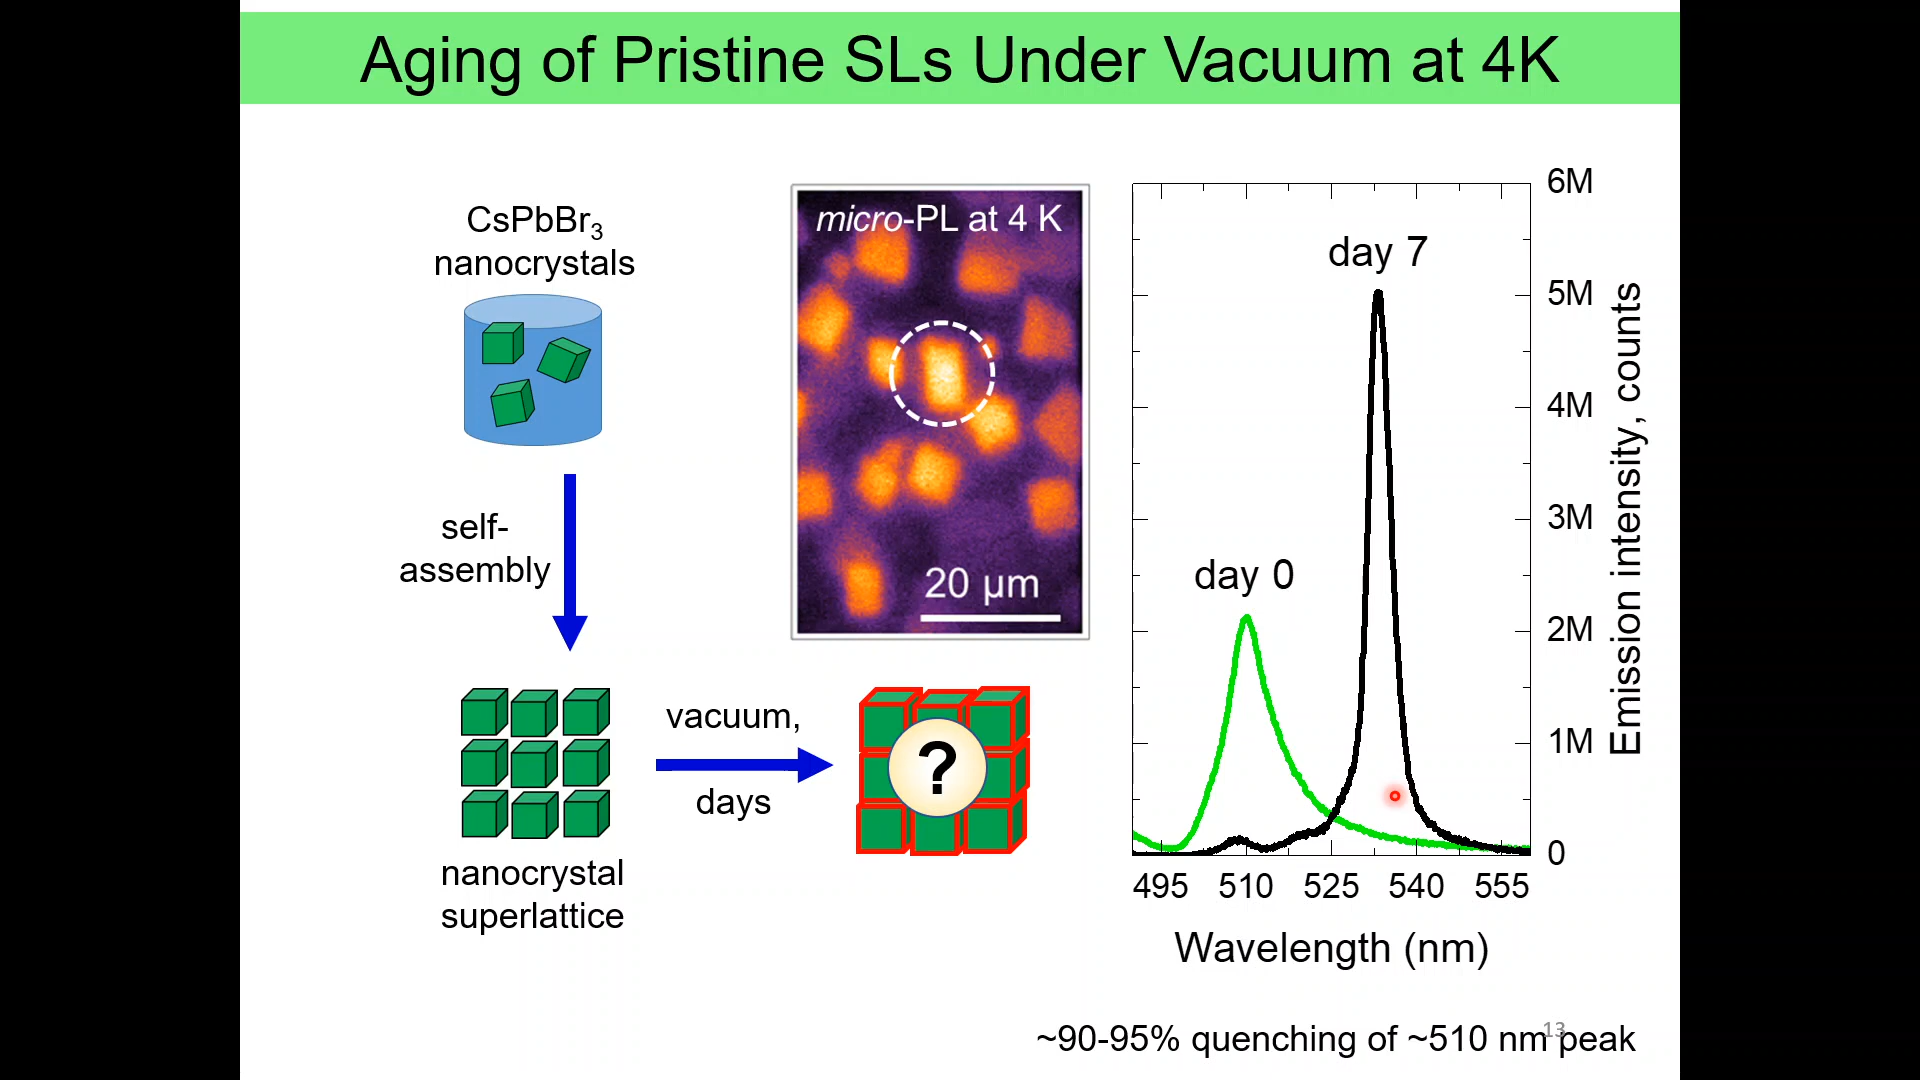 Aging of Pristine SLs Under Vacuum at 4K
CsPbBr₃
nanocrystals
self-
assembly
nanocrystal
superlattice
vacuum,
days
?
micro-PL at 4 K
20 µm
day 0
day 7
6M
5M
4M
3M
2M
1M
0
Emission intensity, counts
495 510 525 540 555
Wavelength (nm)
~90-95% quenching of ~510 nm peak
13